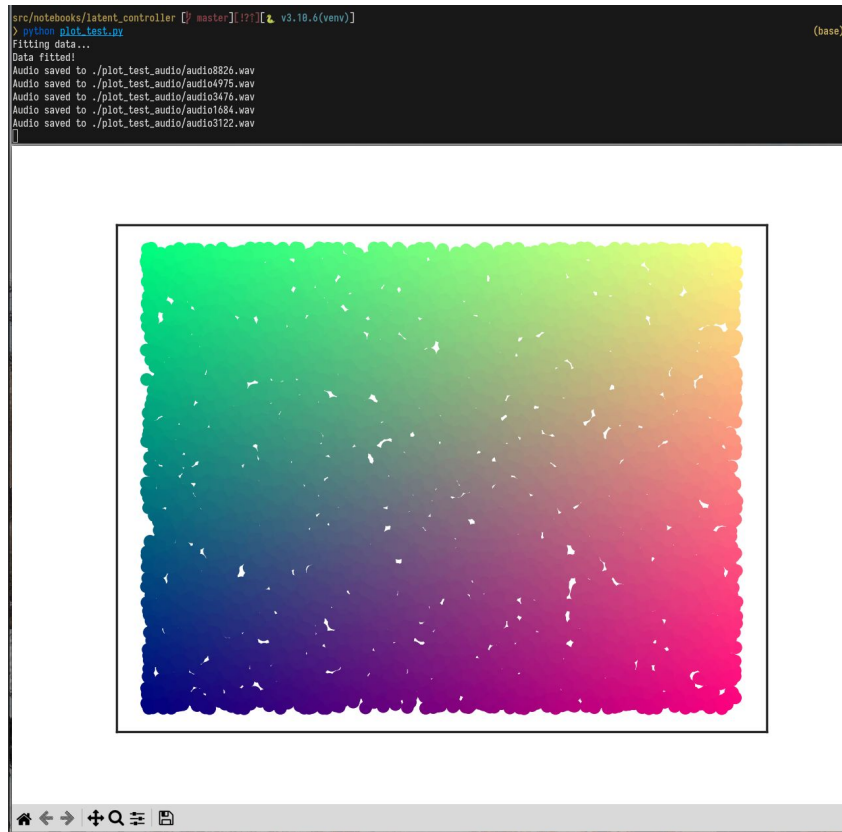 src/notebooks/latent_controller [ master][!?↑][ v3.10.6(venv)]
❯ python plot_test.py (base)
Fitting data...
Data fitted!
Audio saved to ./plot_test_audio/audio8826.wav
Audio saved to ./plot_test_audio/audio4975.wav
Audio saved to ./plot_test_audio/audio3476.wav
Audio saved to ./plot_test_audio/audio1684.wav
Audio saved to ./plot_test_audio/audio3122.wav